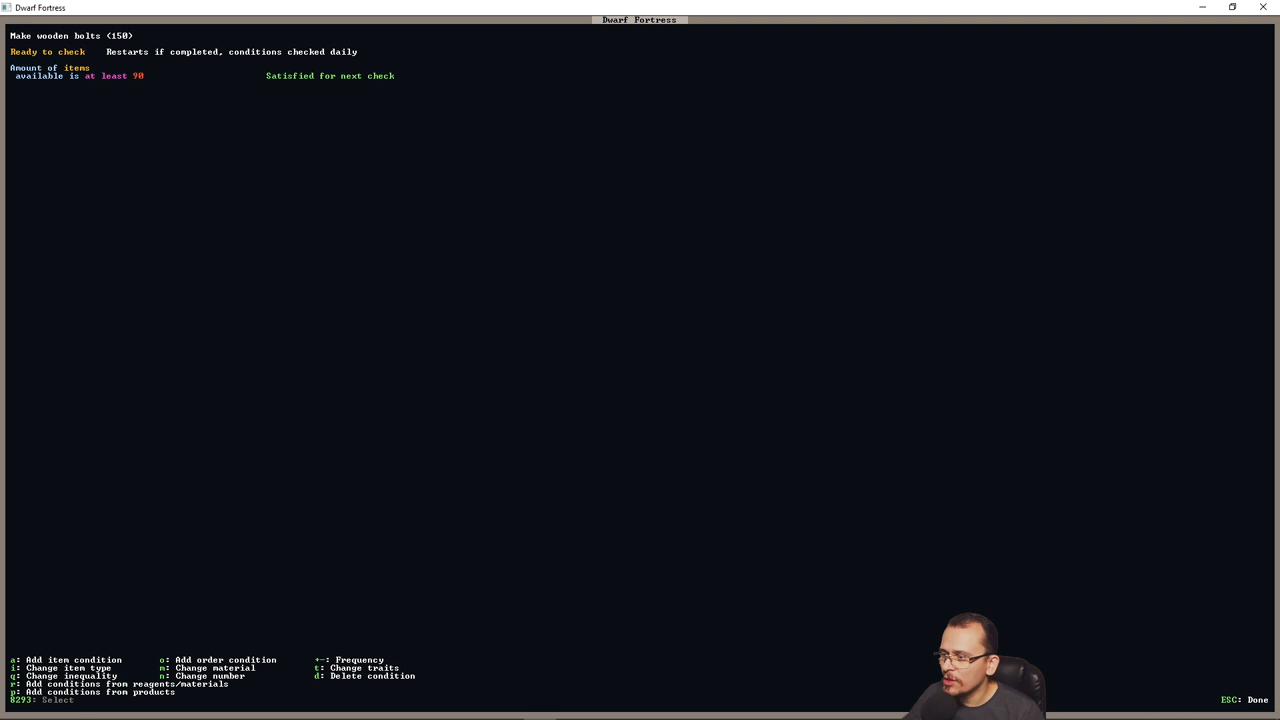 Dwarf Fortress
Dwarf Fortress
Make wooden bolts (150)
Ready to check Restarts if completed, conditions checked daily
Amount of items
available is at least 90 Satisfied for next check
a: Add item condition o: Add order condition +-: Frequency
i: Change item type m: Change material t: Change traits
q: Change inequality n: Change number d: Delete condition
r: Add conditions from reagents/materials
p: Add conditions from products
8293: Select ESC: Done